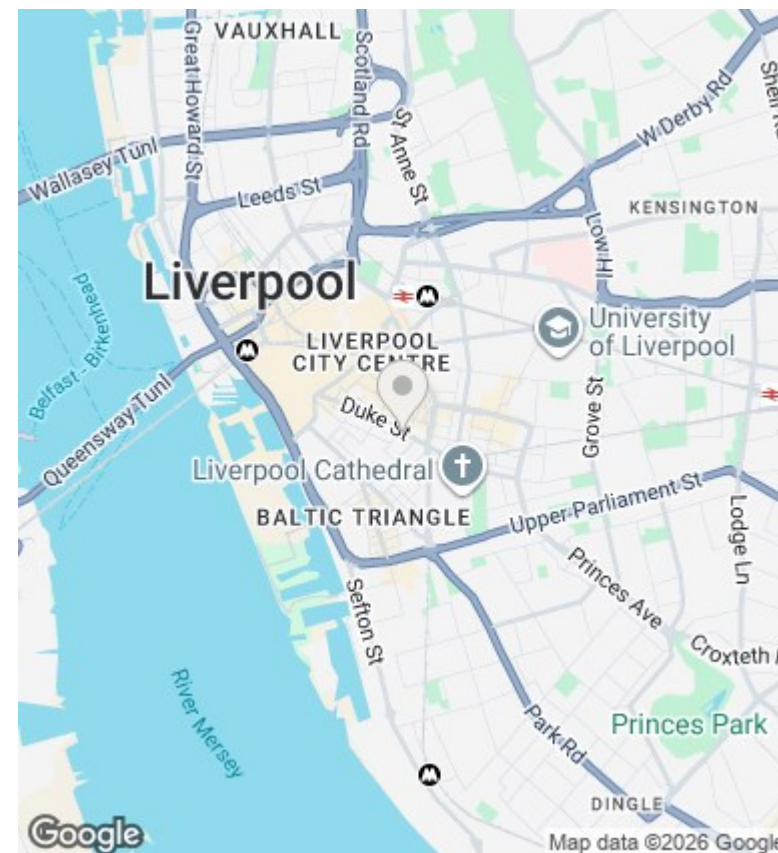 VAUXHALL
Great Howard St
Scotland Rd
St Anne St
W Derby Rd
Wallasey Tunl
Leeds St
KENSINGTON
Low Hl
Liverpool
LIVERPOOL
CITY CENTRE
University
of Liverpool
Belfast - Birkenhead
Queensway Tunl
Duke St
Grove St
Liverpool Cathedral
BALTIC TRIANGLE
Upper Parliament St
Lodge Ln
Princes Ave
Sefton St
Croxteth
River Mersey
Park Rd
Princes Park
DINGLE
Google
Map data ©2026 Google